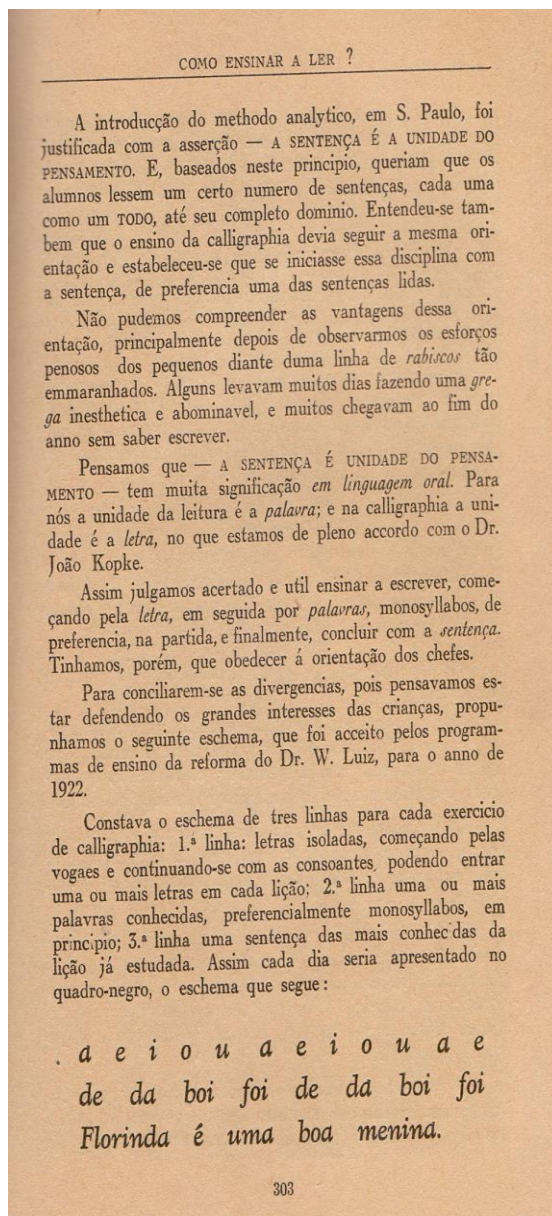 COMO ENSINAR A LER ?
A introducção do methodo analytico, em S. Paulo, foi
justificada com a asserção — A SENTENÇA É A UNIDADE DO
PENSAMENTO. E, baseados neste principio, queriam que os
alumnos lessem um certo numero de sentenças, cada uma
como um TODO, até seu completo dominio. Entendeu-se tam-
bem que o ensino da calligraphia devia seguir a mesma ori-
entação e estabeleceu-se que se iniciasse essa disciplina com
a sentença, de preferencia uma das sentenças lidas.
Não pudemos compreender as vantagens dessa ori-
entação, principalmente depois de observarmos os esforços
penosos dos pequenos diante duma linha de rabiscos tão
emmaranhados. Alguns levavam muitos dias fazendo uma gre-
ga inesthetica e abominavel, e muitos chegavam ao fim do
anno sem saber escrever.
Pensamos que — A SENTENÇA É UNIDADE DO PENSA-
MENTO — tem muita significação em linguagem oral. Para
nós a unidade da leitura é a palavra; e na calligraphia a uni-
dade é a letra, no que estamos de pleno accordo com o Dr.
João Kopke.
Assim julgamos acertado e util ensinar a escrever, come-
çando pela letra, em seguida por palavras, monosyllabos, de
preferencia, na partida, e finalmente, concluir com a sentença.
Tinhamos, porém, que obedecer á orientação dos chefes.
Para conciliarem-se as divergencias, pois pensavamos es-
tar defendendo os grandes interesses das crianças, propu-
nhamos o seguinte eschema, que foi acceito pelos program-
mas de ensino da reforma do Dr. W. Luiz, para o anno de
1922.
Constava o eschema de tres linhas para cada exercicio
de calligraphia: 1.ª linha: letras isoladas, começando pelas
vogaes e continuando-se com as consoantes, podendo entrar
uma ou mais letras em cada lição; 2.ª linha uma ou mais
palavras conhecidas, preferencialmente monosyllabos, em
principio; 3.ª linha uma sentença das mais conhecidas da
lição já estudada. Assim cada dia seria apresentado no
quadro-negro, o eschema que segue :
a e i o u a e i o u a e
de da boi foi de da boi foi
Florinda é uma boa menina.
303